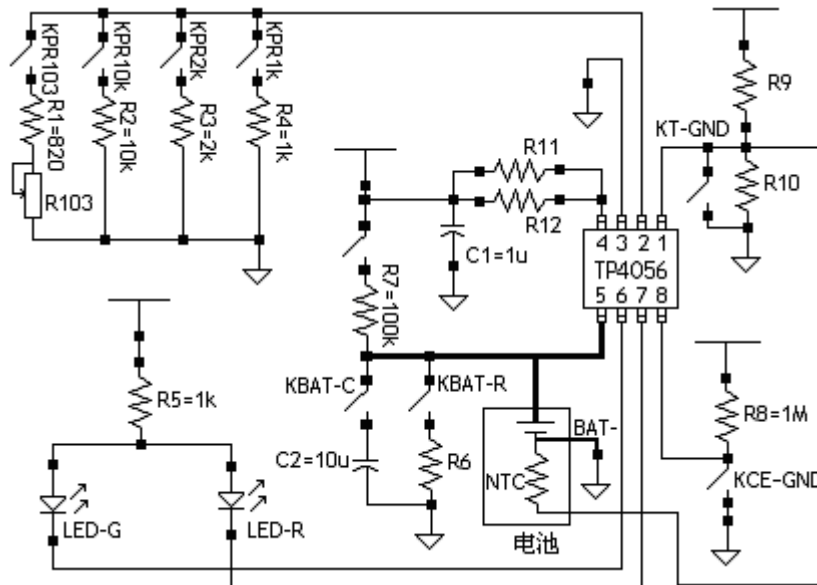 KPR103
KPR10k
KPR2k
KPR1k
R1=820
R2=10k
R3=2k
R4=1k
R103
R9
KT-GND
R10
R11
R12
C1=1u
4 3 2 1
TP4056
5 6 7 8
R7=100k
R5=1k
KBAT-C
KBAT-R
BAT-
R8=1M
C2=10u
R6
NTC
KCE-GND
LED-G
LED-R
电池